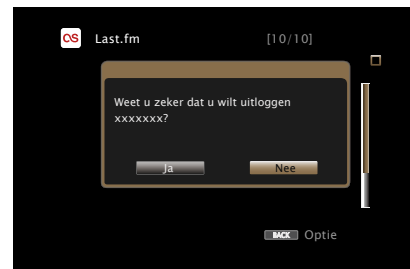 Last.fm [10/10]
Weet u zeker dat u wilt uitloggen
xxxxxxx?
Ja Nee
BACK Optie